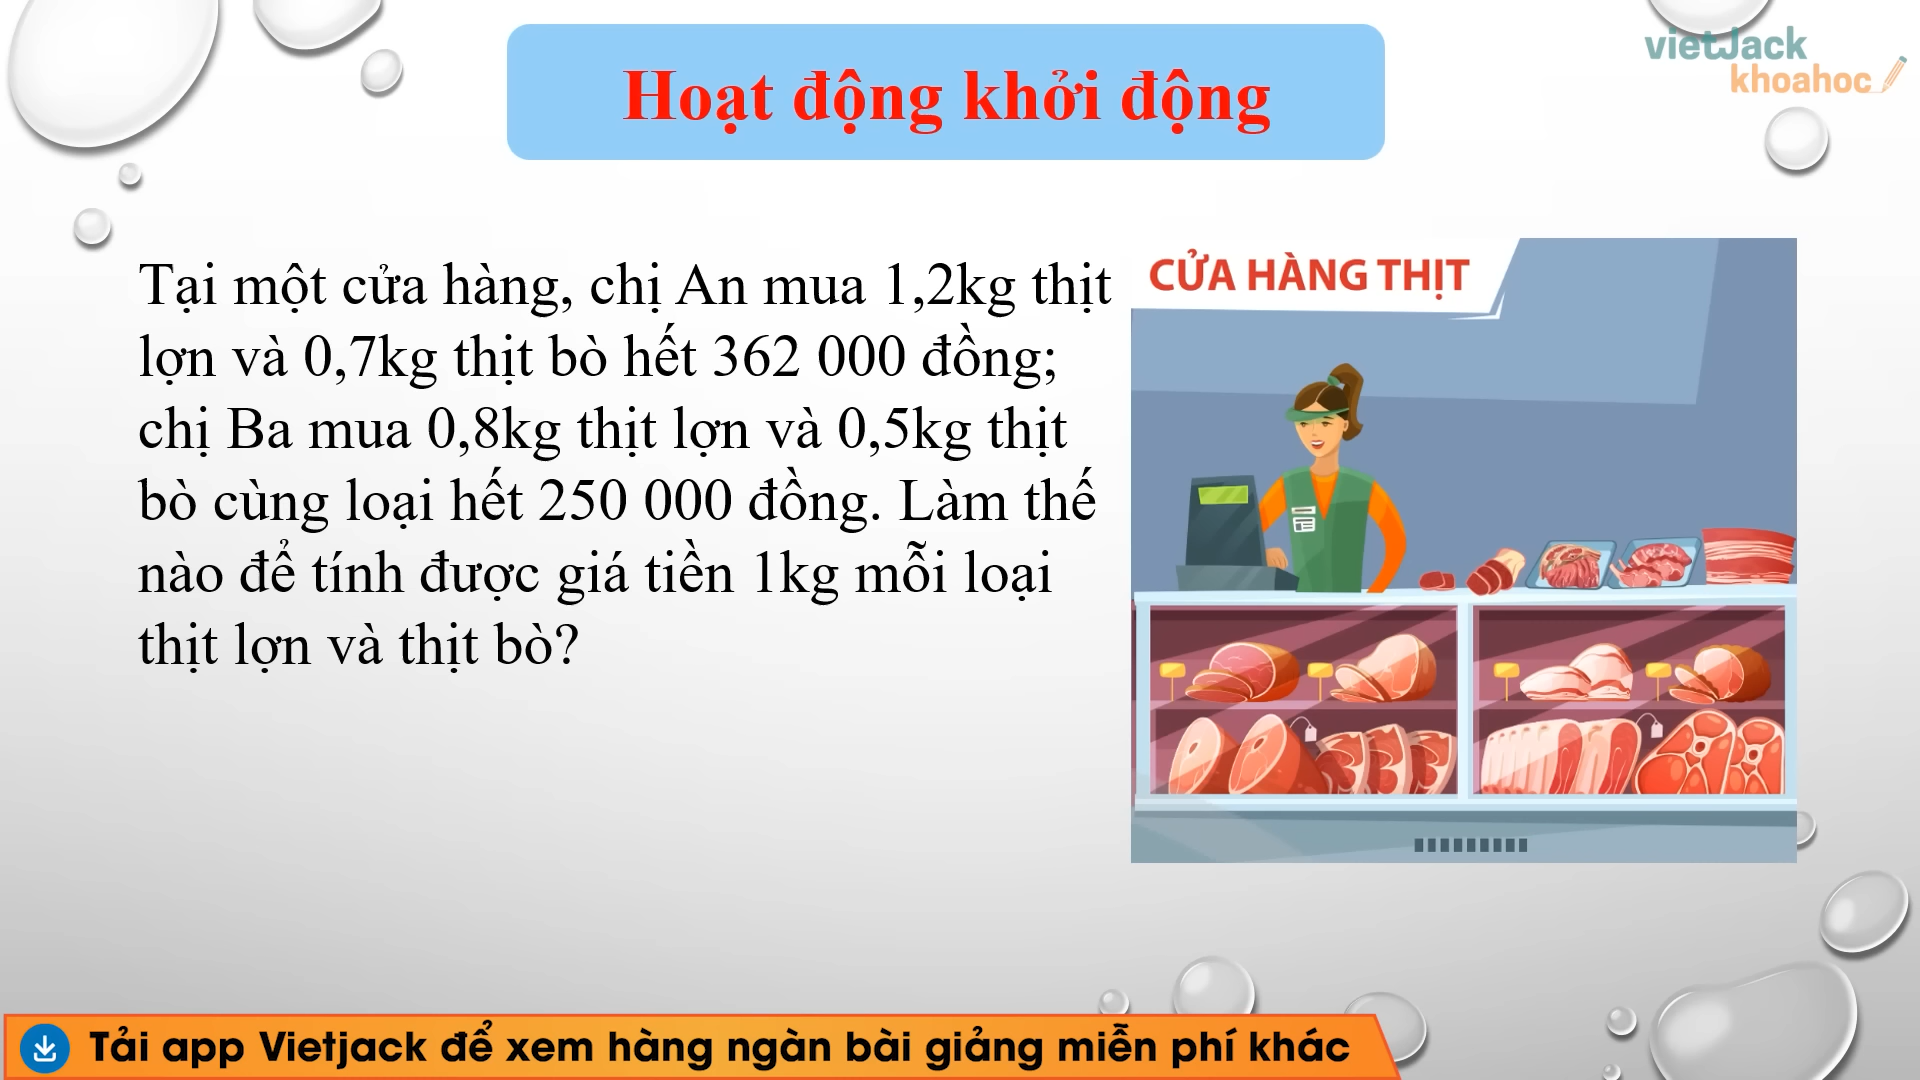 vietJack
khoahoc
Hoạt động khởi động
Tại một cửa hàng, chị An mua 1,2kg thịt
lợn và 0,7kg thịt bò hết 362 000 đồng;
chị Ba mua 0,8kg thịt lợn và 0,5kg thịt
bò cùng loại hết 250 000 đồng. Làm thế
nào để tính được giá tiền 1kg mỗi loại
thịt lợn và thịt bò?
CỬA HÀNG THỊT
Tải app Vietjack để xem hàng ngàn bài giảng miễn phí khác